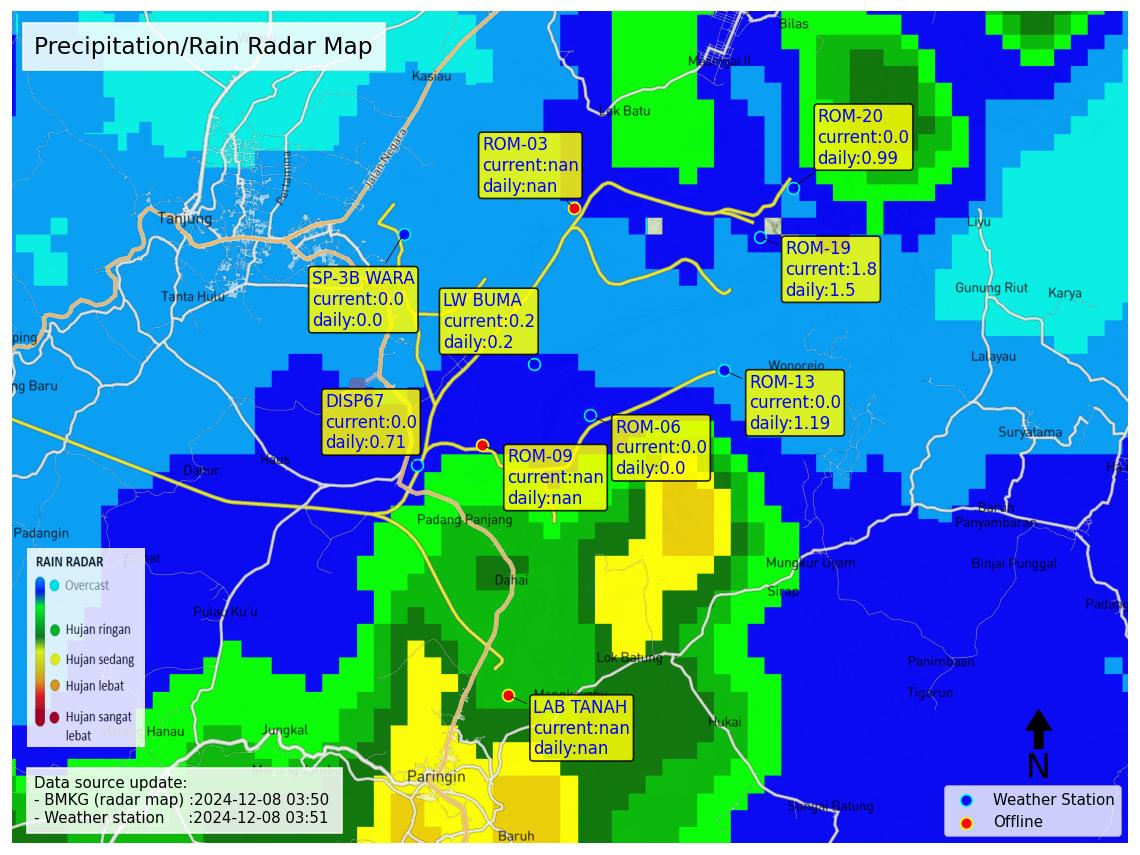 Precipitation/Rain Radar Map
Bilas
Kasiau
Lok Batu
ROM-20
current:0.0
daily:0.99
ROM-03
current:nan
daily:nan
Jalan Negara
Pertamina
Tanjung
Liyu
ROM-19
current:1.8
daily:1.5
SP-3B WARA
current:0.0
daily:0.0
LW BUMA
current:0.2
daily:0.2
Tanta Hulu
Gunung Riut
Karya
ping
Lalayau
Wonorejo
ng Baru
ROM-13
current:0.0
daily:1.19
DISP67
current:0.0
daily:0.71
ROM-06
current:0.0
daily:0.0
Suryatama
ROM-09
current:nan
daily:nan
Haus
Dahur
Padang Panjang
Baruh
Panyambaran
Padangin
Mungkur Uyam
Binjai Punggal
Dahai
Sirap
Padang
Pulau Ku'u
RAIN RADAR
Overcast
Hujan ringan
Hujan sedang
Hujan lebat
Hujan sangat
lebat
Lok Batung
Panimbaan
Tigarun
LAB TANAH
current:nan
daily:nan
Hukai
Jungkal
Manau
Paringin
N
Data source update:
- BMKG (radar map) :2024-12-08 03:50
- Weather station :2024-12-08 03:51
Sungai Batung
Baruh
Weather Station
Offline